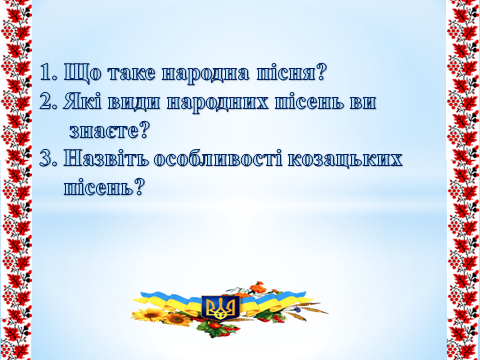 1. Що таке народна пісня?
2. Які види народних пісень ви
знаєте?
3. Назвіть особливості козацьких
пісень?